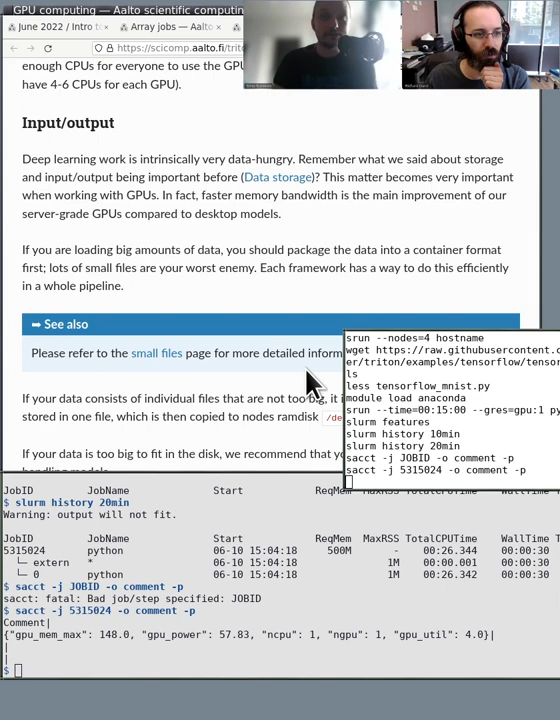 GPU computing — Aalto scientific computing
June 2022 / Intro t
Array jobs — Aalto
https://scicomp.aalto.fi/trit
enough CPUs for everyone to use the GPU
have 4-6 CPUs for each GPU).
Input/output
Deep learning work is intrinsically very data-hungry. Remember what we said about storage
and input/output being important before (Data storage)? This matter becomes very important
when working with GPUs. In fact, faster memory bandwidth is the main improvement of our
server-grade GPUs compared to desktop models.
If you are loading big amounts of data, you should package the data into a container format
first; lots of small files are your worst enemy. Each framework has a way to do this efficiently
in a whole pipeline.
➡ See also
Please refer to the small files page for more detailed inform
If your data consists of individual files that are not too big, it i
stored in one file, which is then copied to nodes ramdisk /de
If your data is too big to fit in the disk, we recommend that yo
handling models
srun --nodes=4 hostname
wget https://raw.githubusercontent.c
er/triton/examples/tensorflow/tensor
ls
less tensorflow_mnist.py
module load anaconda
srun --time=00:15:00 --gres=gpu:1 py
slurm features
slurm history 10min
slurm history 20min
sacct -j JOBID -o comment -p
sacct -j 5315024 -o comment -p
JobID JobName Start ReqMem MaxRSS TotalCPUTime WallTime T
$ slurm history 20min
Warning: output will not fit.
JobID JobName Start ReqMem MaxRSS TotalCPUTime WallTime T
5315024 python 06-10 15:04:18 500M - 00:26.344 00:00:30
└─ extern * 06-10 15:04:18 1M 00:00.001 00:00:30
└─ 0 python 06-10 15:04:18 1M 00:26.342 00:00:30
$ sacct -j JOBID -o comment -p
sacct: fatal: Bad job/step specified: JOBID
$ sacct -j 5315024 -o comment -p
Comment|
{"gpu_mem_max": 148.0, "gpu_power": 57.83, "ncpu": 1, "ngpu": 1, "gpu_util": 4.0}|
|
|
$